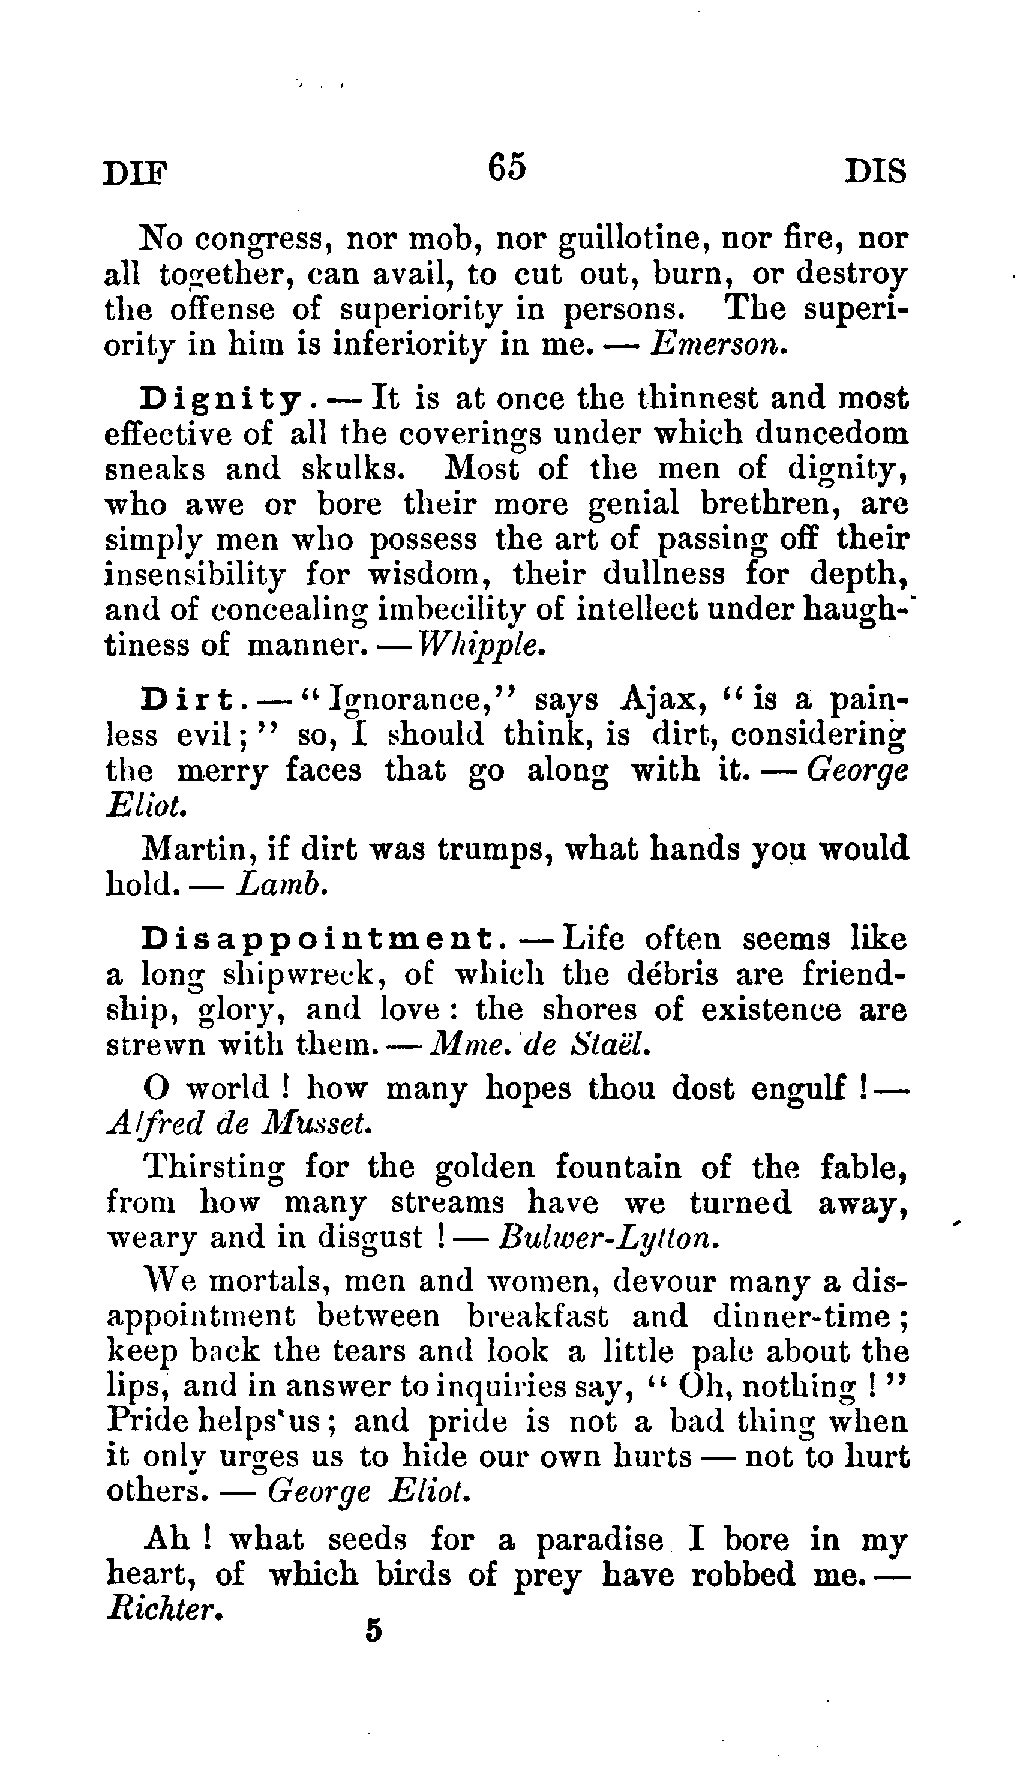 DIF 65 DIS
No congress, nor mob, nor guillotine, nor fire, nor
all together, can avail, to cut out, burn, or destroy
the offense of superiority in persons. The superi-
ority in him is inferiority in me. — Emerson.
Dignity. — It is at once the thinnest and most
effective of all the coverings under which duncedom
sneaks and skulks. Most of the men of dignity,
who awe or bore their more genial brethren, are
simply men who possess the art of passing off their
insensibility for wisdom, their dullness for depth,
and of concealing imbecility of intellect under haugh-
tiness of manner. — Whipple.
Dirt. — "Ignorance," says Ajax, "is a pain-
less evil;" so, I should think, is dirt, considering
the merry faces that go along with it. — George
Eliot.
Martin, if dirt was trumps, what hands you would
hold. — Lamb.
Disappointment. — Life often seems like
a long shipwreck, of which the débris are friend-
ship, glory, and love: the shores of existence are
strewn with them. — Mme. de Staël.
O world! how many hopes thou dost engulf! —
Alfred de Musset.
Thirsting for the golden fountain of the fable,
from how many streams have we turned away,
weary and in disgust! — Bulwer-Lytton.
We mortals, men and women, devour many a dis-
appointment between breakfast and dinner-time;
keep back the tears and look a little pale about the
lips, and in answer to inquiries say, "Oh, nothing!"
Pride helps us; and pride is not a bad thing when
it only urges us to hide our own hurts — not to hurt
others. — George Eliot.
Ah! what seeds for a paradise I bore in my
heart, of which birds of prey have robbed me. —
Richter.
5